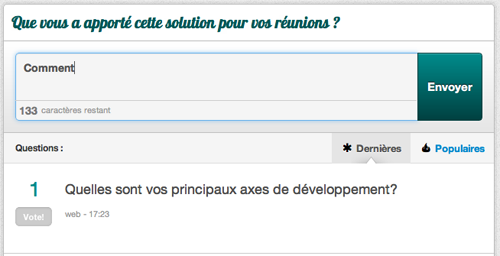 Que vous a apporté cette solution pour vos réunions ?
Comment
133 caractères restant
Envoyer
Questions :
Dernières
Populaires
1
Quelles sont vos principaux axes de développement?
Vote!
web - 17:23